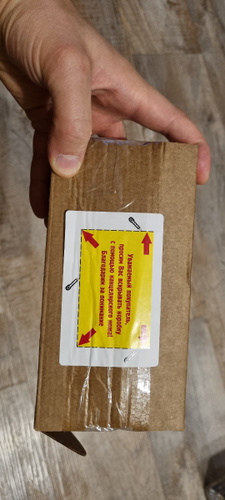 Уважаемый покупатель
просим Вас вскрывать коробку
с помощью канцелярского ножа!
Благодарим за понимание